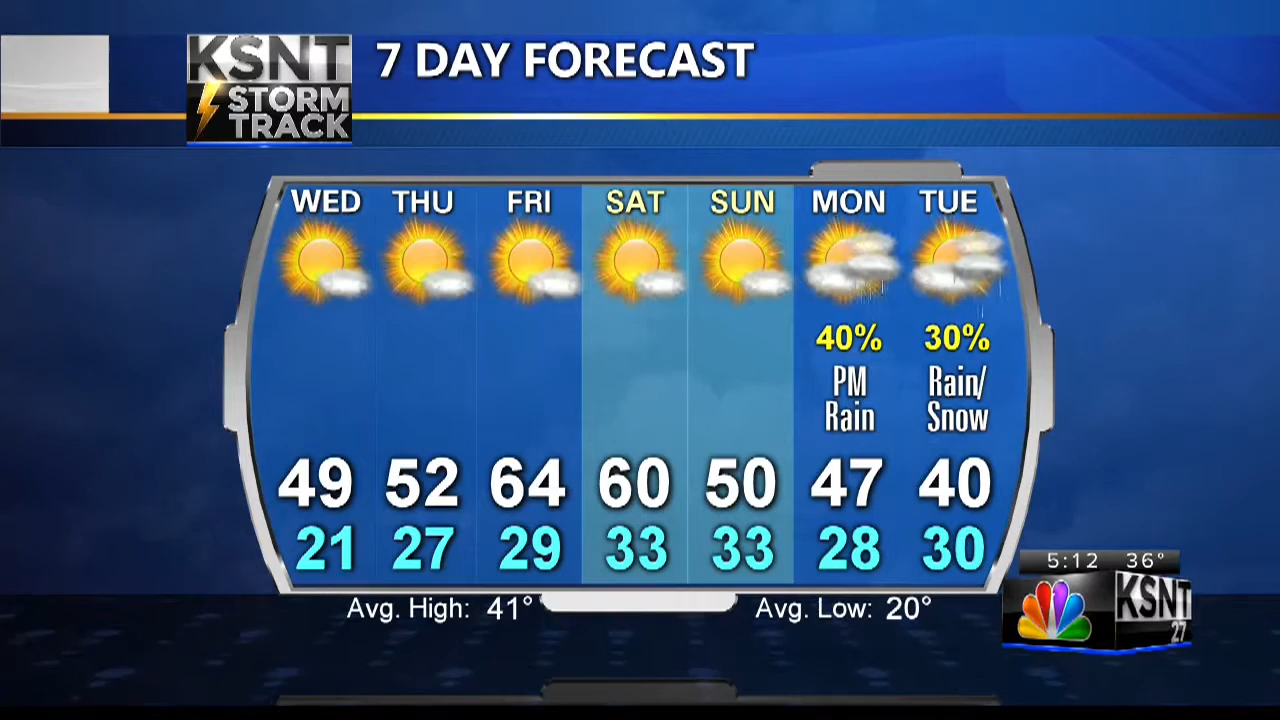 KSNT
STORM
TRACK
7 DAY FORECAST
WED THU FRI SAT SUN MON TUE
40% 30%
PM Rain/
Rain Snow
49 52 64 60 50 47 40
21 27 29 33 33 28 30
5:12 36°
Avg. High: 41° Avg. Low: 20°
KSNT
27